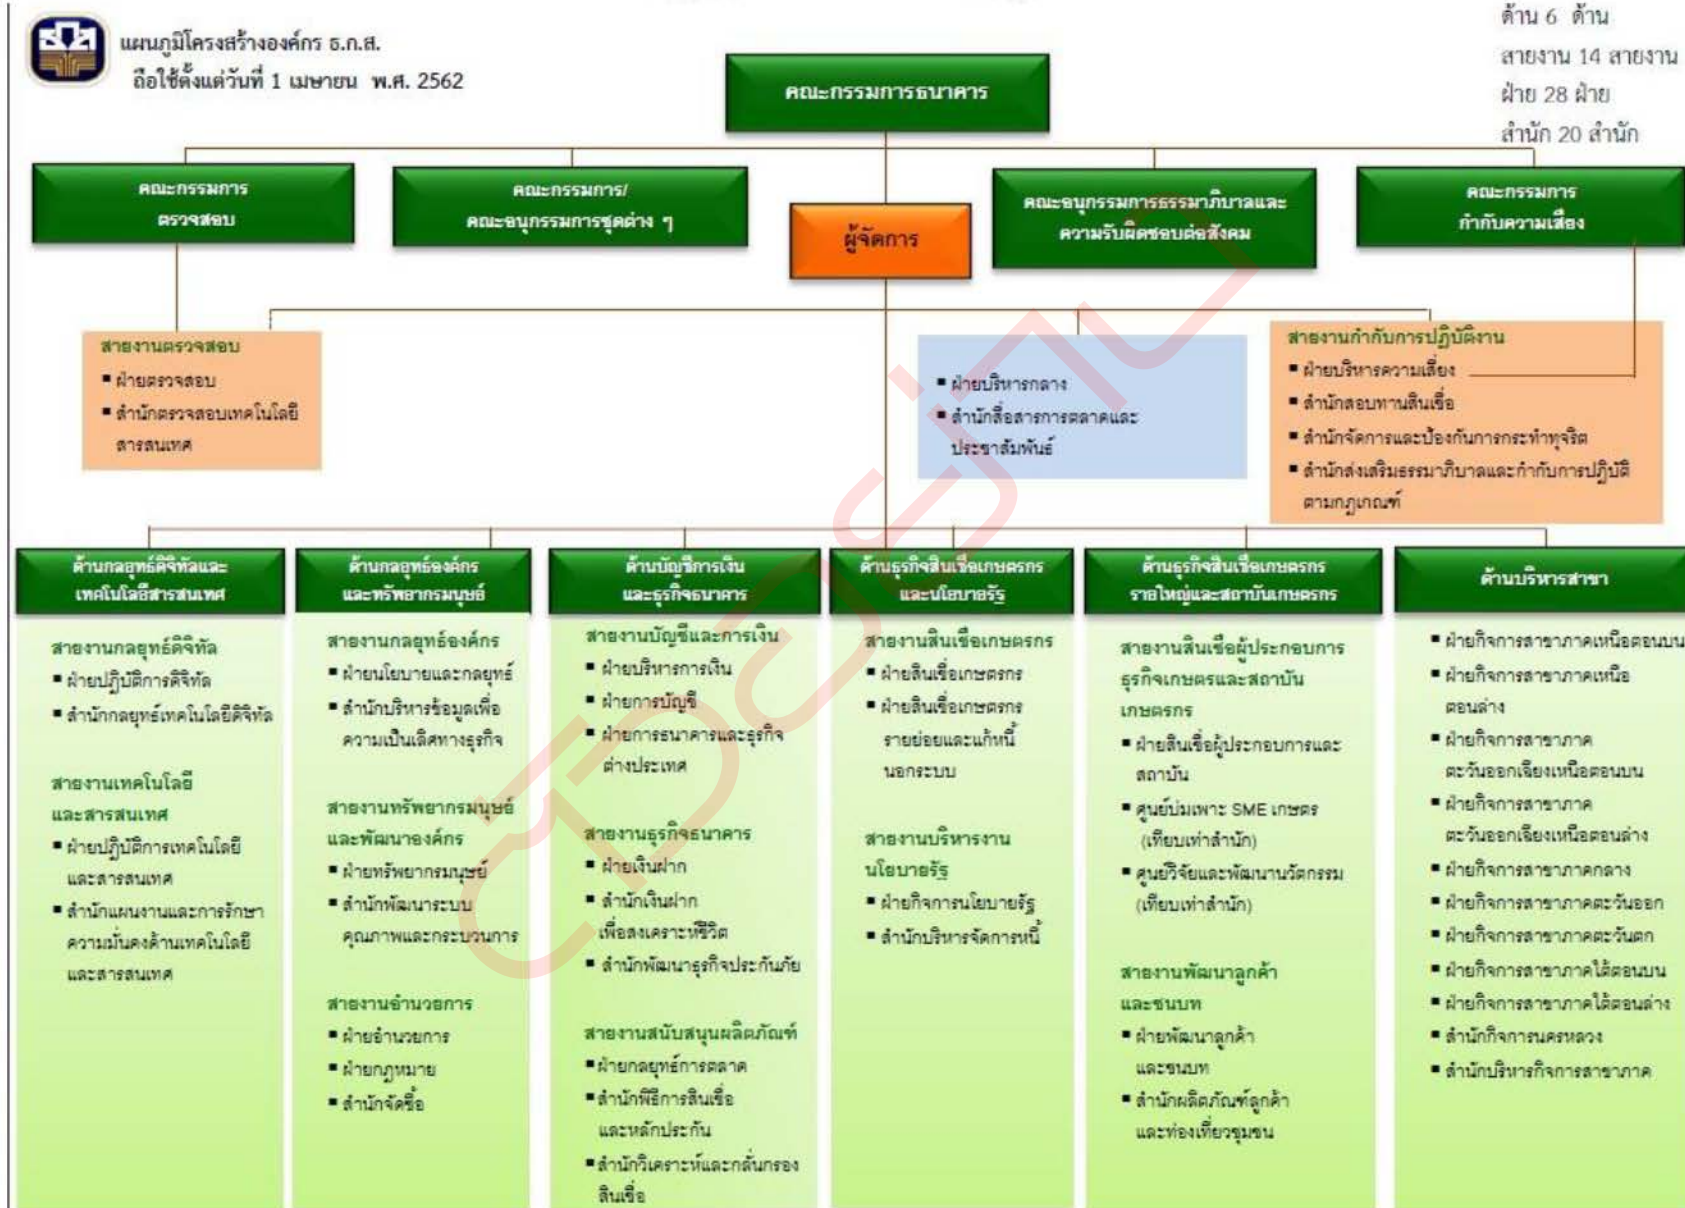 แผนภูมิโครงสร้างองค์กร ธ.ก.ส.
ถือใช้ตั้งแต่วันที่ 1 เมษายน พ.ศ. 2562
ด้าน 6 ด้าน
สายงาน 14 สายงาน
ฝ่าย 28 ฝ่าย
สำนัก 20 สำนัก
คณะกรรมการธนาคาร
คณะกรรมการ
ตรวจสอบ
คณะกรรมการ/
คณะอนุกรรมการชุดต่าง ๆ
ผู้จัดการ
คณะอนุกรรมการธรรมาภิบาลและ
ความรับผิดชอบต่อสังคม
คณะกรรมการ
กำกับความเสี่ยง
สายงานตรวจสอบ
▪ ฝ่ายตรวจสอบ
▪ สำนักตรวจสอบเทคโนโลยี
สารสนเทศ
▪ ฝ่ายบริหารกลาง
▪ สำนักสื่อสารการตลาดและ
ประชาสัมพันธ์
สายงานกำกับการปฏิบัติงาน
▪ ฝ่ายบริหารความเสี่ยง
▪ สำนักสอบทานสินเชื่อ
▪ สำนักจัดการและป้องกันการกระทำทุจริต
▪ สำนักส่งเสริมธรรมาภิบาลและกำกับการปฏิบัติ
ตามกฎเกณฑ์
ด้านกลยุทธ์ดิจิทัลและ
เทคโนโลยีสารสนเทศ
สายงานกลยุทธ์ดิจิทัล
▪ ฝ่ายปฏิบัติการดิจิทัล
▪ สำนักกลยุทธ์เทคโนโลยีดิจิทัล
สายงานเทคโนโลยี
และสารสนเทศ
▪ ฝ่ายปฏิบัติการเทคโนโลยี
และสารสนเทศ
▪ สำนักแผนงานและการรักษา
ความมั่นคงด้านเทคโนโลยี
และสารสนเทศ
ด้านกลยุทธ์องค์กร
และทรัพยากรมนุษย์
สายงานกลยุทธ์องค์กร
▪ ฝ่ายนโยบายและกลยุทธ์
▪ สำนักบริหารข้อมูลเพื่อ
ความเป็นเลิศทางธุรกิจ
สายงานทรัพยากรมนุษย์
และพัฒนาองค์กร
▪ ฝ่ายทรัพยากรมนุษย์
▪ สำนักพัฒนาระบบ
คุณภาพและกระบวนการ
สายงานอำนวยการ
▪ ฝ่ายอำนวยการ
▪ ฝ่ายกฎหมาย
▪ สำนักจัดซื้อ
ด้านบัญชีการเงิน
และธุรกิจธนาคาร
สายงานบัญชีและการเงิน
▪ ฝ่ายบริหารการเงิน
▪ ฝ่ายการบัญชี
▪ ฝ่ายการธนาคารและธุรกิจ
ต่างประเทศ
สายงานธุรกิจธนาคาร
▪ ฝ่ายเงินฝาก
▪ สำนักเงินฝาก
เพื่อสงเคราะห์ชีวิต
▪ สำนักพัฒนาธุรกิจประกันภัย
สายงานสนับสนุนผลิตภัณฑ์
▪ ฝ่ายกลยุทธ์การตลาด
▪ สำนักพิธีการสินเชื่อ
และหลักประกัน
▪ สำนักวิเคราะห์และกลั่นกรอง
สินเชื่อ
ด้านธุรกิจสินเชื่อเกษตรกร
และนโยบายรัฐ
สายงานสินเชื่อเกษตรกร
▪ ฝ่ายสินเชื่อเกษตรกร
▪ ฝ่ายสินเชื่อเกษตรกร
รายย่อยและแก้หนี้
นอกระบบ
สายงานบริหารงาน
นโยบายรัฐ
▪ ฝ่ายกิจการนโยบายรัฐ
▪ สำนักบริหารจัดการหนี้
ด้านธุรกิจสินเชื่อเกษตรกร
รายใหญ่และสถาบันเกษตรกร
สายงานสินเชื่อผู้ประกอบการ
ธุรกิจเกษตรและสถาบัน
เกษตรกร
▪ ฝ่ายสินเชื่อผู้ประกอบการและ
สถาบัน
▪ ศูนย์บ่มเพาะ SME เกษตร
(เทียบเท่าสำนัก)
▪ ศูนย์วิจัยและพัฒนานวัตกรรม
(เทียบเท่าสำนัก)
สายงานพัฒนาลูกค้า
และชนบท
▪ ฝ่ายพัฒนาลูกค้า
และชนบท
▪ สำนักผลิตภัณฑ์ลูกค้า
และท่องเที่ยวชุมชน
ด้านบริหารสาขา
▪ ฝ่ายกิจการสาขาภาคเหนือตอนบน
▪ ฝ่ายกิจการสาขาภาคเหนือ
ตอนล่าง
▪ ฝ่ายกิจการสาขาภาค
ตะวันออกเฉียงเหนือตอนบน
▪ ฝ่ายกิจการสาขาภาค
ตะวันออกเฉียงเหนือตอนล่าง
▪ ฝ่ายกิจการสาขาภาคกลาง
▪ ฝ่ายกิจการสาขาภาคตะวันออก
▪ ฝ่ายกิจการสาขาภาคตะวันตก
▪ ฝ่ายกิจการสาขาภาคใต้ตอนบน
▪ ฝ่ายกิจการสาขาภาคใต้ตอนล่าง
▪ สำนักกิจการนครหลวง
▪ สำนักบริหารกิจการสาขาภาค